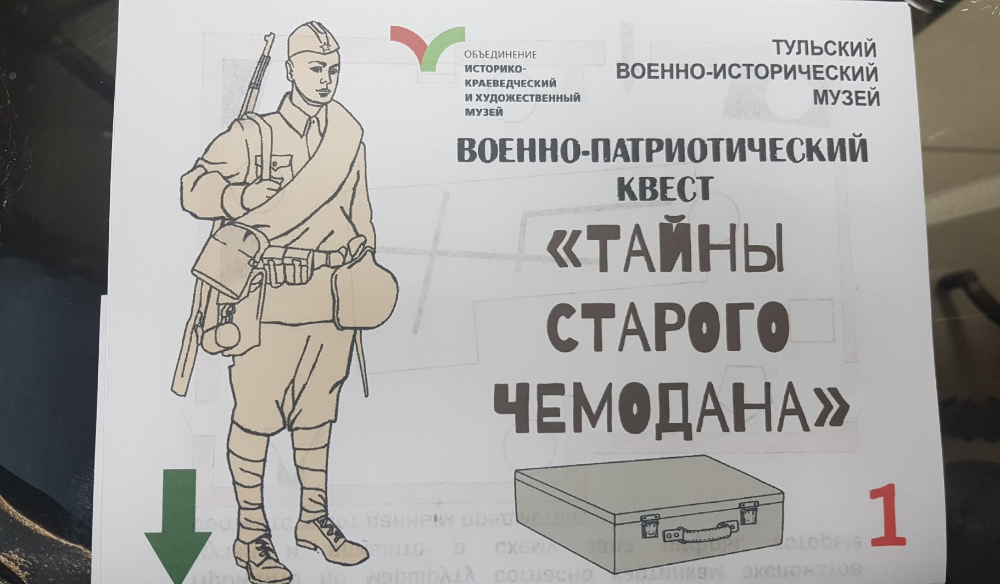 ОБЪЕДИНЕНИЕ
ИСТОРИКО-
КРАЕВЕДЧЕСКИЙ
И ХУДОЖЕСТВЕННЫЙ
МУЗЕЙ
ТУЛЬСКИЙ
ВОЕННО-ИСТОРИЧЕСКИЙ
МУЗЕЙ
ВОЕННО-ПАТРИОТИЧЕСКИЙ
КВЕСТ
«ТАЙНЫ
СТАРОГО
ЧЕМОДАНА»
1